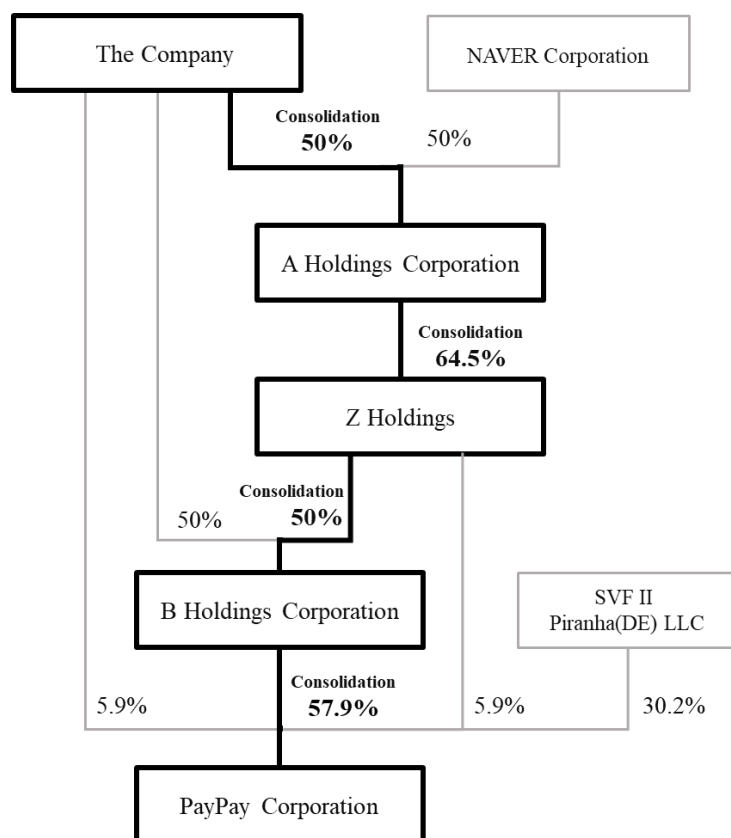 The Company
NAVER Corporation
Consolidation
50%
50%
A Holdings Corporation
Consolidation
64.5%
Z Holdings
Consolidation
50%
50%
B Holdings Corporation
SVF II
Piranha(DE) LLC
5.9%
Consolidation
57.9%
5.9%
30.2%
PayPay Corporation